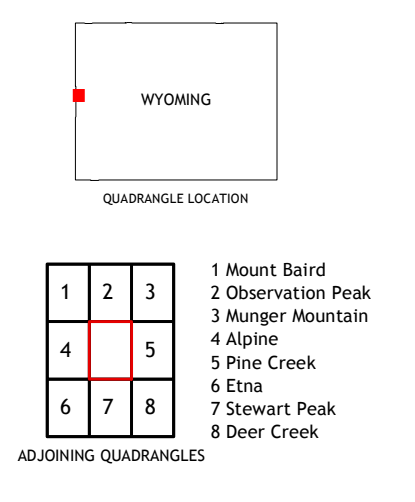 WYOMING
QUADRANGLE LOCATION
1 2 3
4 5
6 7 8
ADJOINING QUADRANGLES
1 Mount Baird
2 Observation Peak
3 Munger Mountain
4 Alpine
5 Pine Creek
6 Etna
7 Stewart Peak
8 Deer Creek